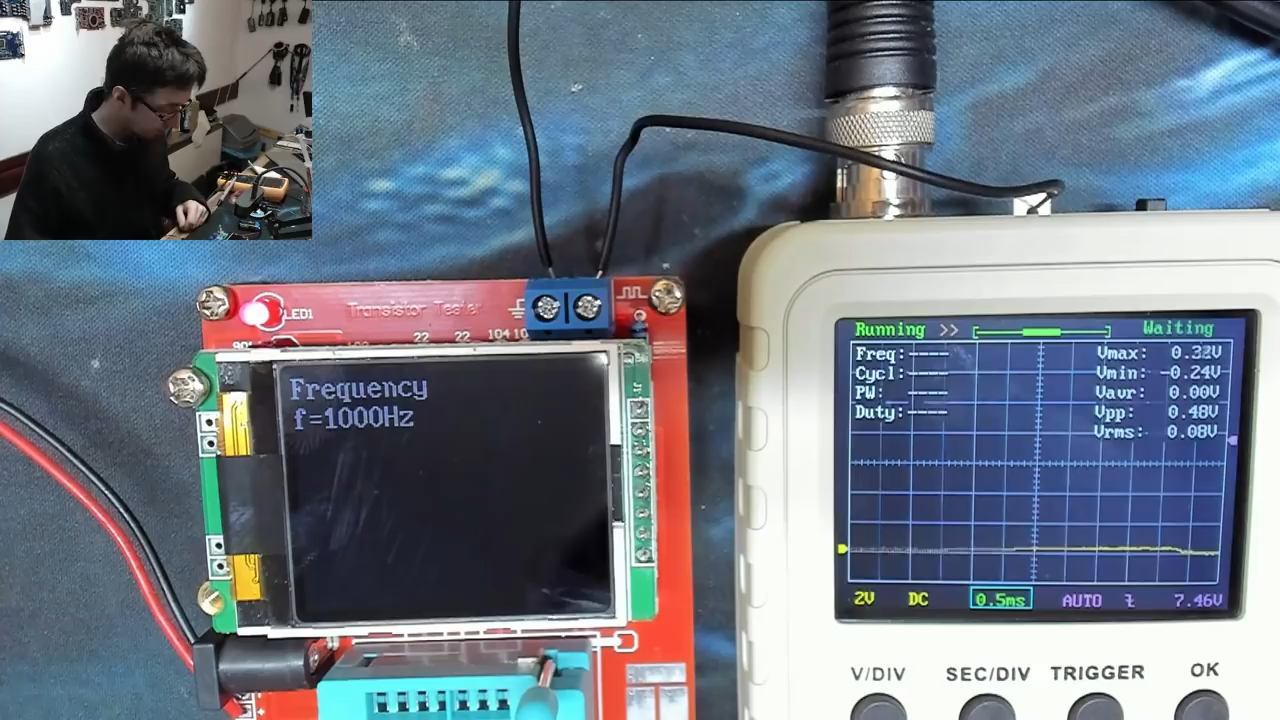 LED1
Transistor Tester
22 22 104
Frequency
f=1000Hz
Running >> Waiting
Freq:---- Vmax: 0.32V
Cycl:---- Vmin: -0.24V
PW: ---- Vavr: 0.00V
Duty:---- Vpp: 0.48V
Vrms: 0.08V
2V DC 0.5ms AUTO 7.46V
V/DIV SEC/DIV TRIGGER OK